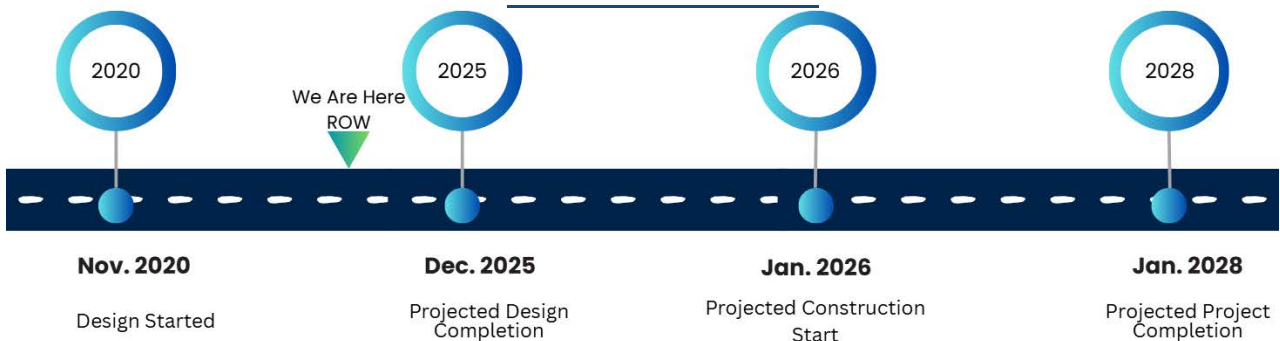 2020
2025
2026
2028
We Are Here
ROW
Nov. 2020
Dec. 2025
Jan. 2026
Jan. 2028
Design Started
Projected Design
Completion
Projected Construction
Start
Projected Project
Completion